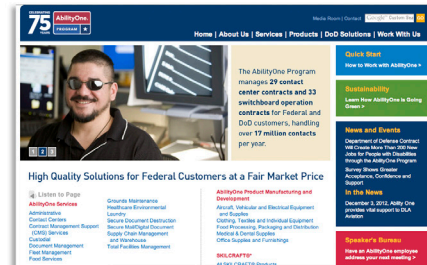 CELEBRATING
75
YEARS
AbilityOne.
PROGRAM
Media Room | Contact
Home | About Us | Services | Products | DoD Solutions | Work With Us
The AbilityOne Program
manages 29 contact
center contracts and 33
switchboard operation
contracts for Federal and
DoD customers, handling
over 17 million contacts
per year.
1 2 3
Quick Start
How to Work with AbilityOne >
Sustainability
Learn How AbilityOne is Going
Green >
News and Events
Department of Defense Contract
Will Create More Than 200 New
Jobs for People with Disabilities
through the AbilityOne Program
Survey Shows Greater
Acceptance, Confidence and
Support
In the News
December 3, 2012, Ability One
provides vital support to DLA
Aviation
Speaker's Bureau
Have an AbilityOne employee
address your next meeting >
High Quality Solutions for Federal Customers at a Fair Market Price
Listen to Page
AbilityOne Services
Administrative
Contact Centers
Contract Management Support
(CMS) Services
Custodial
Document Management
Fleet Management
Food Services
Grounds Maintenance
Healthcare Environmental
Laundry
Secure Document Destruction
Secure Mail/Digital Document
Supply Chain Management
and Warehouse
Total Facilities Management
AbilityOne Product Manufacturing and
Development
Aircraft, Vehicular and Electrical Equipment
and Supplies
Clothing, Textiles and Individual Equipment
Food Processing, Packaging and Distribution
Medical & Dental Supplies
Office Supplies and Furnishings
SKILCRAFT®